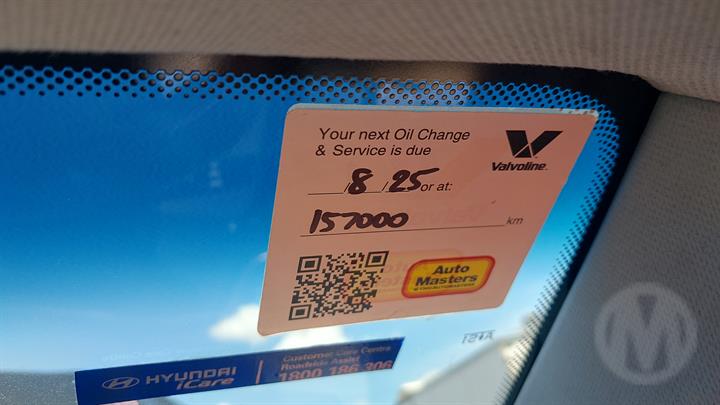 Your next Oil Change
& Service is due
/8/25 or at:
157000 km
Valvoline
Auto
Masters
HYUNDAI
iCare
Customer Care Centre
Roadside Assist
1800 186 306
M